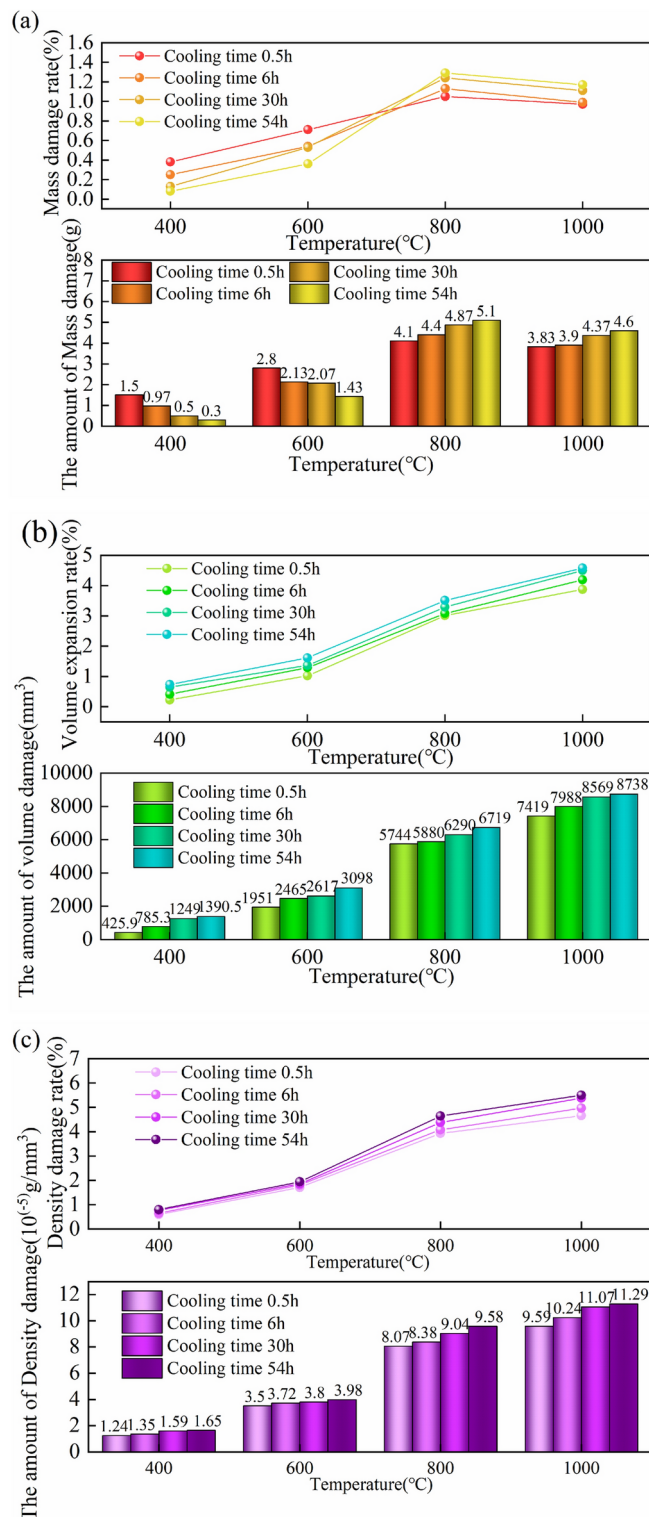 (a)
Mass damage rate(%)
1.6
1.4
1.2
1.0
0.8
0.6
0.4
0.2
0.0
Cooling time 0.5h
Cooling time 6h
Cooling time 30h
Cooling time 54h
400 600 800 1000
Temperature(℃)
The amount of Mass damage(g)
8
7
6
5
4
3
2
1
0
Cooling time 0.5h Cooling time 30h
Cooling time 6h Cooling time 54h
1.5 0.97 0.5 0.3
2.8 2.13 2.07 1.43
4.1 4.4 4.87 5.1
3.83 3.9 4.37 4.6
400 600 800 1000
Temperature(℃)
(b)
Volume expansion rate(%)
5
4
3
2
1
0
Cooling time 0.5h
Cooling time 6h
Cooling time 30h
Cooling time 54h
400 600 800 1000
Temperature(℃)
The amount of volume damage(mm³)
10000
8000
6000
4000
2000
0
Cooling time 0.5h
Cooling time 6h
Cooling time 30h
Cooling time 54h
425.9 785.3 1249 1390.5
1951 2465 2617 3098
5744 5880 6290 6719
7419 7988 8569 8738
400 600 800 1000
Temperature(℃)
(c)
Density damage rate(%)
7
6
5
4
3
2
1
0
Cooling time 0.5h
Cooling time 6h
Cooling time 30h
Cooling time 54h
400 600 800 1000
Temperature(℃)
The amount of Density damage(10⁽⁻⁵⁾g/mm³)
12
10
8
6
4
2
0
Cooling time 0.5h
Cooling time 6h
Cooling time 30h
Cooling time 54h
1.24 1.35 1.59 1.65
3.5 3.72 3.8 3.98
8.07 8.38 9.04 9.58
9.59 10.24 11.07 11.29
400 600 800 1000
Temperature(℃)